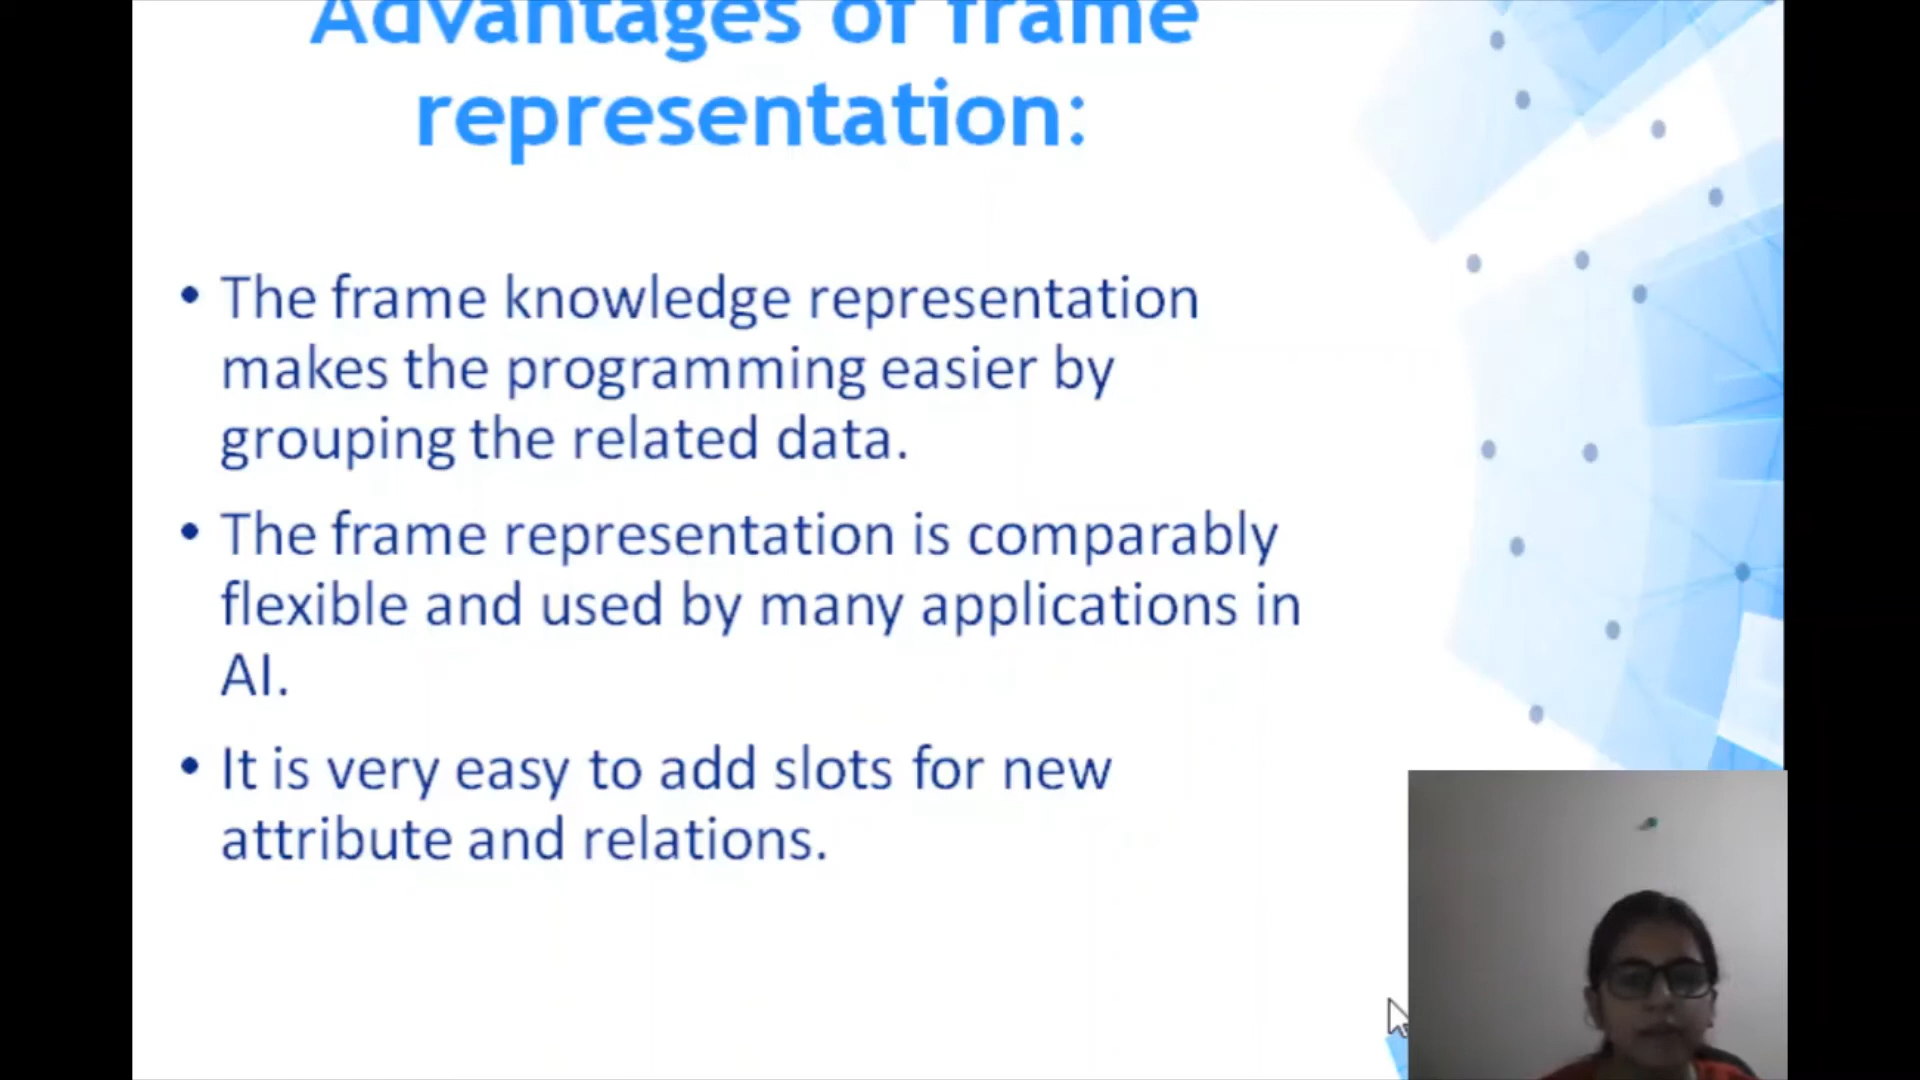 Advantages of frame
representation:
• The frame knowledge representation
makes the programming easier by
grouping the related data.
• The frame representation is comparably
flexible and used by many applications in
AI.
• It is very easy to add slots for new
attribute and relations.